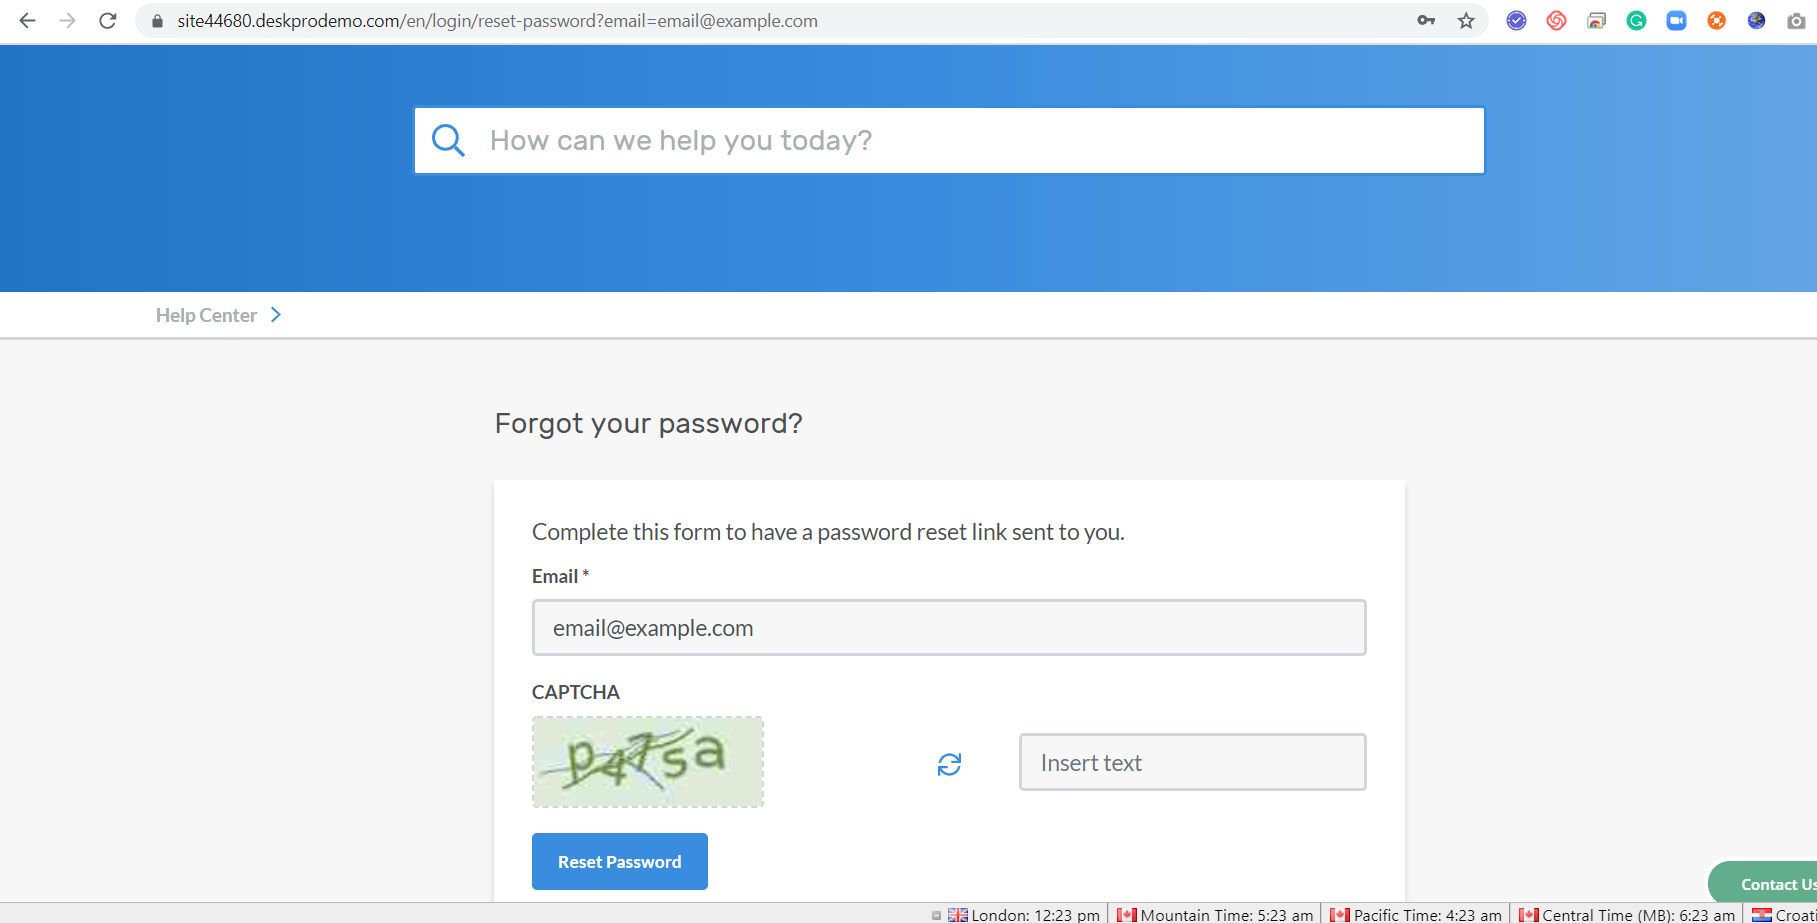 site44680.deskprodemo.com/en/login/reset-password?email=email@example.com
How can we help you today?
Help Center
Forgot your password?
Complete this form to have a password reset link sent to you.
Email *
email@example.com
CAPTCHA
Insert text
Reset Password
Contact Us
London: 12:23 pm Mountain Time: 5:23 am Pacific Time: 4:23 am Central Time (MB): 6:23 am Croati